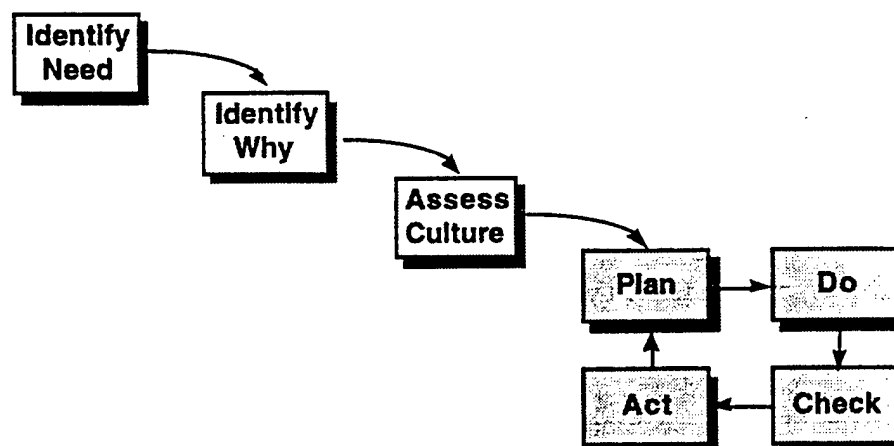 Identify
Need
Identify
Why
Assess
Culture
Plan
Do
Act
Check